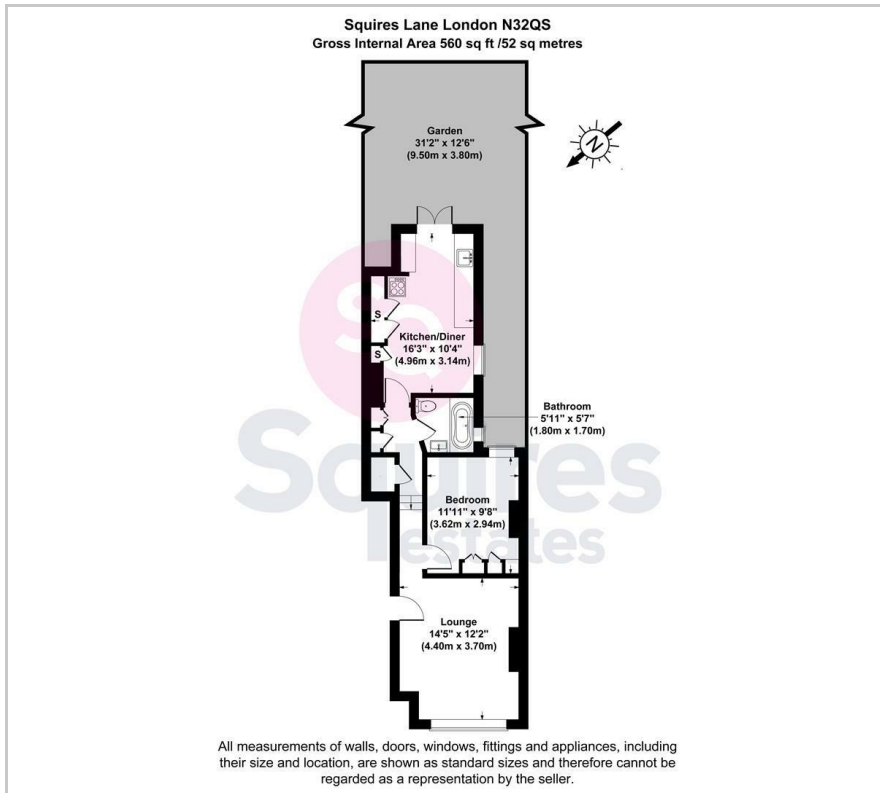 Squires Lane London N32QS
Gross Internal Area 560 sq ft /52 sq metres
Garden
31'2" x 12'6"
(9.50m x 3.80m)
N
S
Kitchen/Diner
16'3" x 10'4"
(4.96m x 3.14m)
S
Bathroom
5'11" x 5'7"
(1.80m x 1.70m)
Squires
estates
Bedroom
11'11" x 9'8"
(3.62m x 2.94m)
Lounge
14'5" x 12'2"
(4.40m x 3.70m)
All measurements of walls, doors, windows, fittings and appliances, including
their size and location, are shown as standard sizes and therefore cannot be
regarded as a representation by the seller.